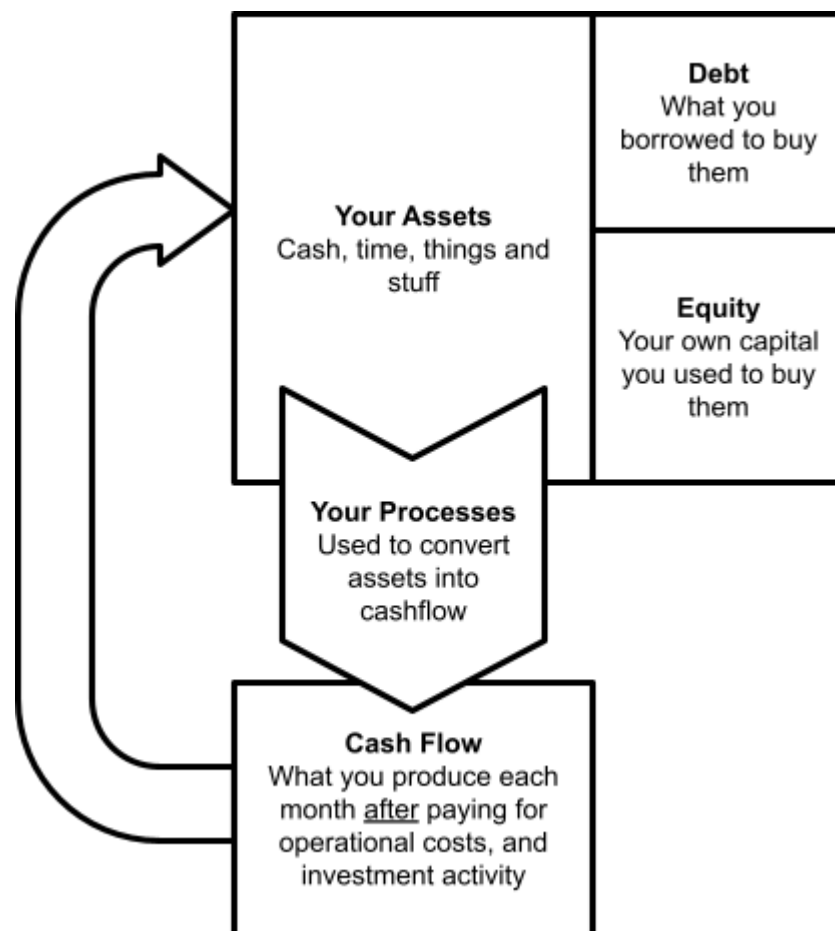 Debt
What you
borrowed to buy
them
Your Assets
Cash, time, things and
stuff
Equity
Your own capital
you used to buy
them
Your Processes
Used to convert
assets into
cashflow
Cash Flow
What you produce each
month after paying for
operational costs, and
investment activity